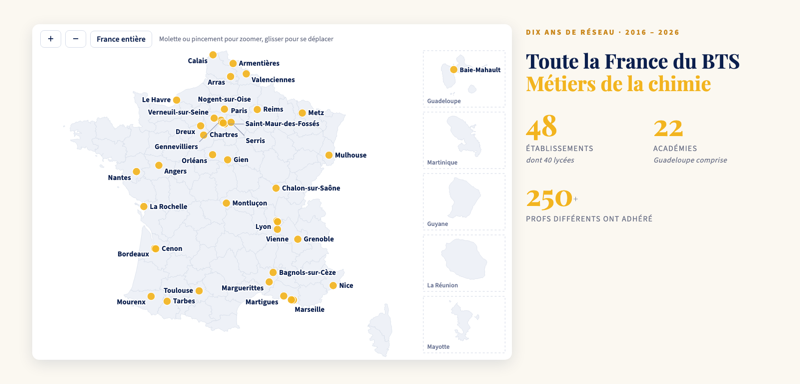 +
−
France entière
Molette ou pincement pour zoomer, glisser pour se déplacer
Calais
Armentières
Arras
Valenciennes
Le Havre
Nogent-sur-Oise
Verneuil-sur-Seine
Paris
Reims
Metz
Saint-Maur-des-Fossés
Dreux
Chartres
Serris
Gennevilliers
Orléans
Gien
Mulhouse
Nantes
Angers
Chalon-sur-Saône
La Rochelle
Montluçon
Lyon
Vienne
Grenoble
Cenon
Bordeaux
Bagnols-sur-Cèze
Marguerittes
Nice
Toulouse
Mourenx
Tarbes
Martigues
Marseille
Baie-Mahault
Guadeloupe
Martinique
Guyane
La Réunion
Mayotte
DIX ANS DE RÉSEAU · 2016 – 2026
Toute la France du BTS
Métiers de la chimie
48
ÉTABLISSEMENTS
dont 40 lycées
22
ACADÉMIES
Guadeloupe comprise
250+
PROFS DIFFÉRENTS ONT ADHÉRÉ